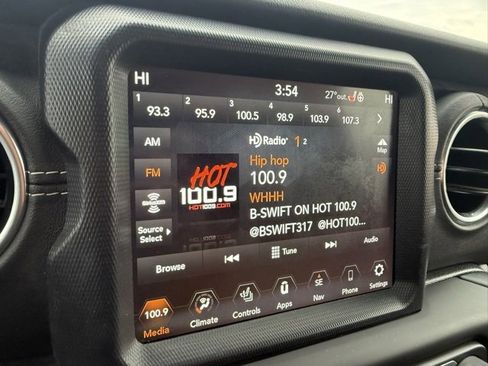 HI
3:54
27°out.
HI
1 93.3
2 95.9
3 100.5
4 98.9
5 103.9
6 107.3
AM
HD Radio 1 2
Map
FM
HOT
100.9
HOT1009.COM
Hip hop
100.9
HD
SiriusXM
WHHH
B-SWIFT ON HOT 100.9
@BSWIFT317 @HOT100...
Source
Select
Browse
Tune
Audio
100.9
Media
Climate
Controls
Apps
SE
Nav
Phone
Settings